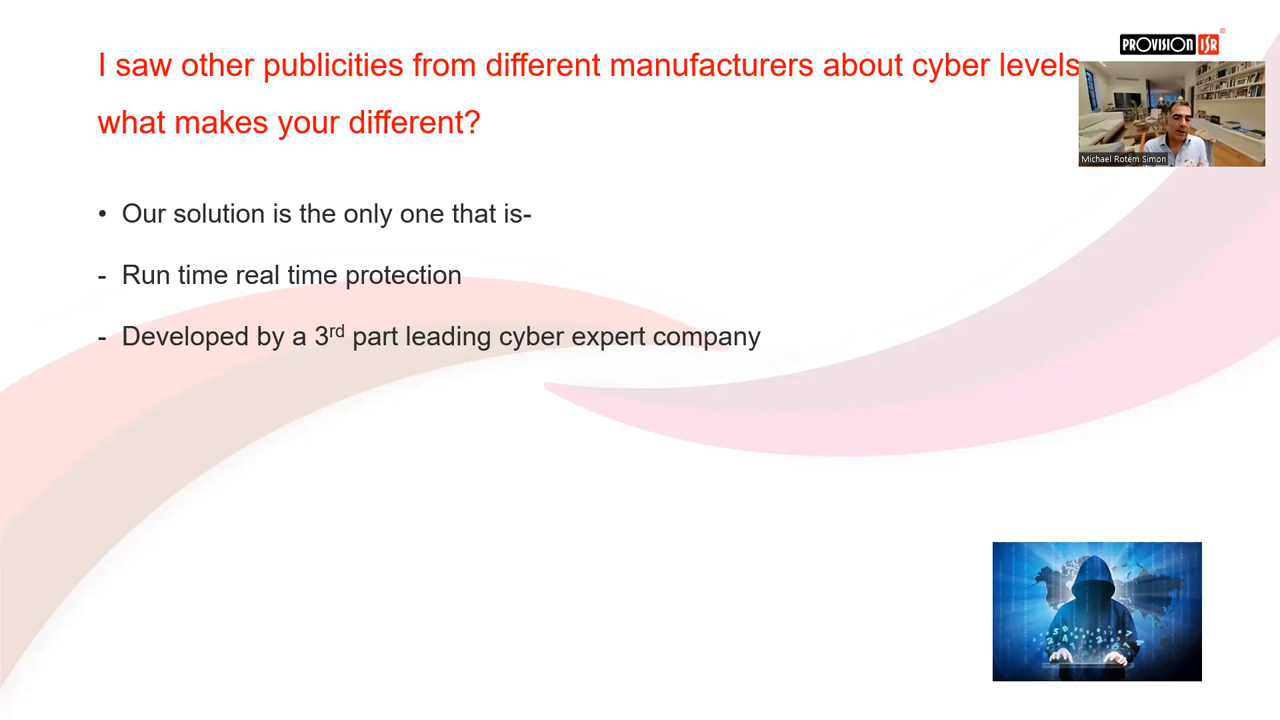 PROVISION ISR
I saw other publicities from different manufacturers about cyber levels
what makes your different?
Michael Rotem Simon
• Our solution is the only one that is-
- Run time real time protection
- Developed by a 3rd part leading cyber expert company